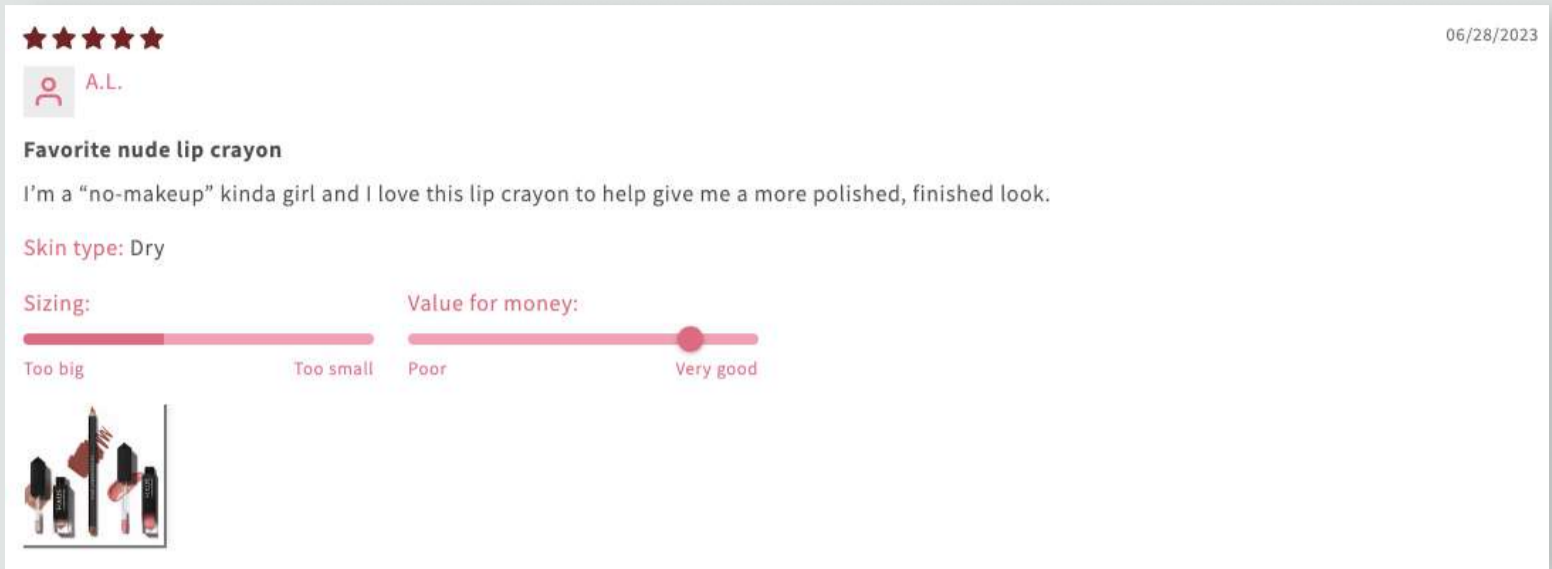 06/28/2023
A.L.
Favorite nude lip crayon
I’m a “no-makeup” kinda girl and I love this lip crayon to help give me a more polished, finished look.
Skin type: Dry
Sizing: Value for money:
Too big Too small Poor Very good